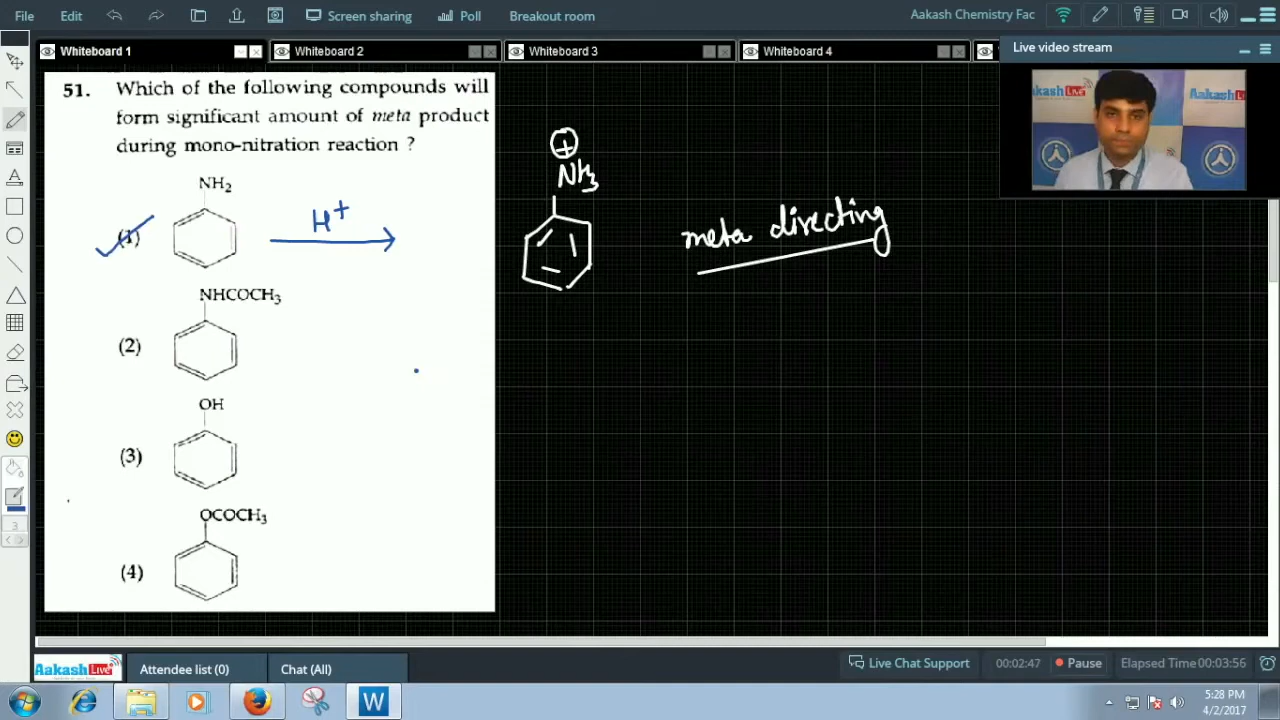 File Edit Screen sharing Poll Breakout room Aakash Chemistry Fac
Whiteboard 1 Whiteboard 2 Whiteboard 3 Whiteboard 4
Live video stream
51. Which of the following compounds will
form significant amount of meta product
during mono-nitration reaction ?
NH2
(1)
H+
+
NH3
meta directing
NHCOCH3
(2)
OH
(3)
OCOCH3
(4)
3
AakashLive Attendee list (0) Chat (All) Live Chat Support 00:02:47 Pause Elapsed Time 00:03:56
5:28 PM
4/2/2017